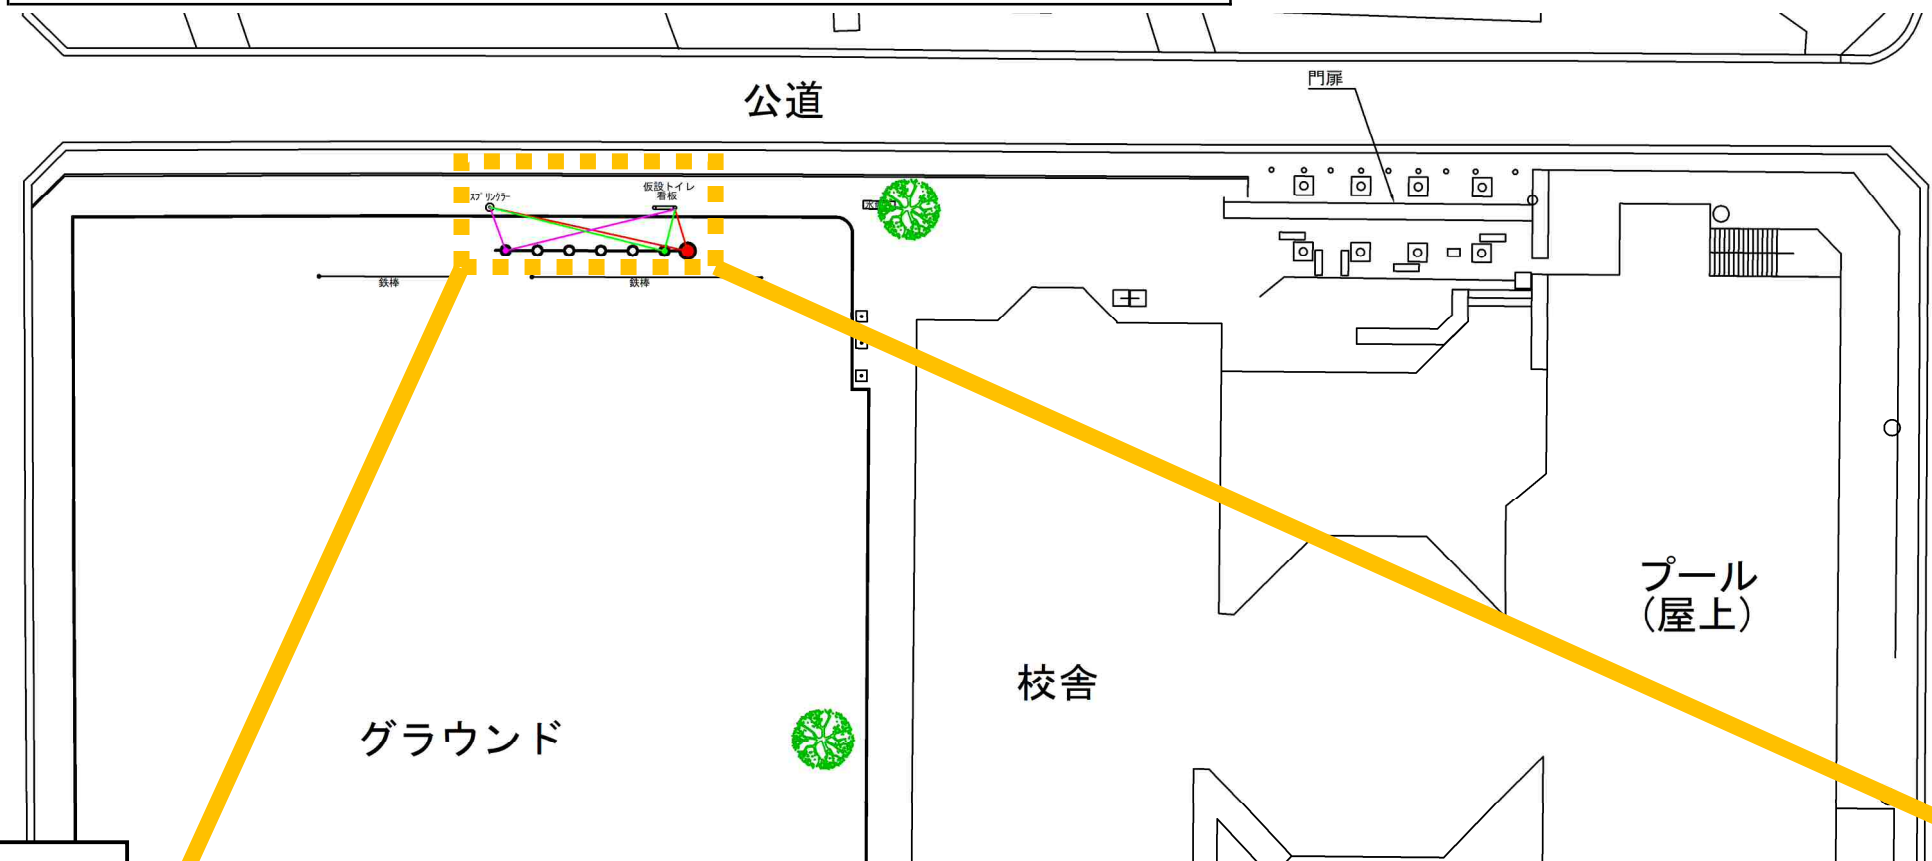 公道
門扉
ｽﾌﾟﾘﾝｸﾗｰ
仮設トイレ
看板
鉄棒
鉄棒
プール
(屋上)
校舎
グラウンド